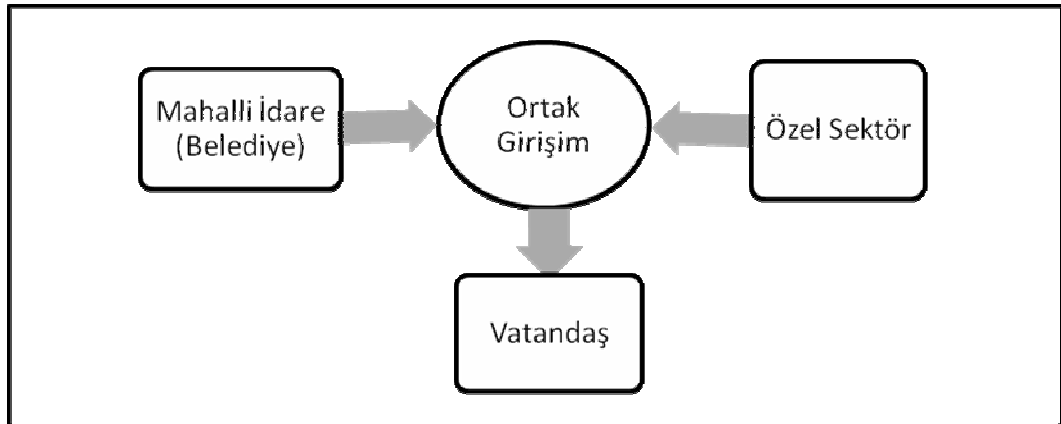 Mahalli İdare
(Belediye)
Ortak
Girişim
Özel Sektör
Vatandaş